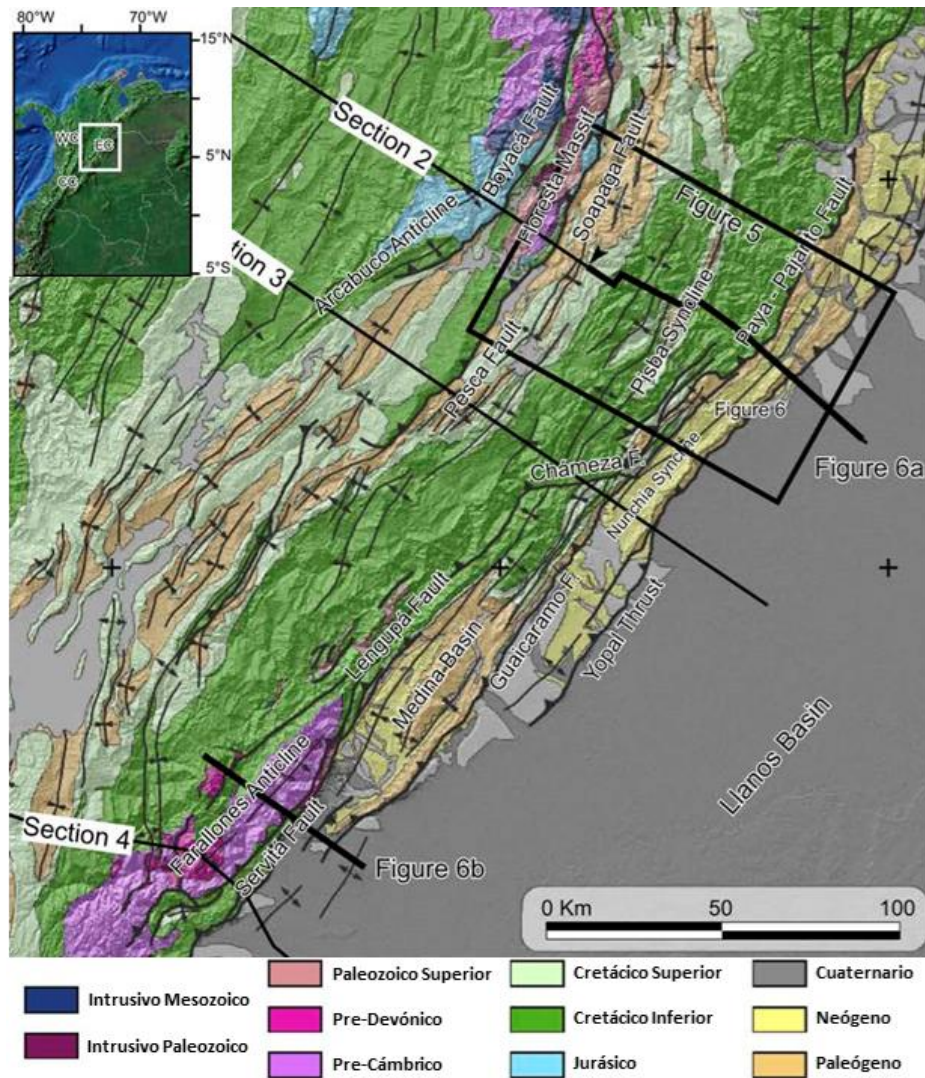 80°W
70°W
15°N
5°N
5°S
WC
EC
CC
Section 2
Section 3
Arcabuco Anticline
Boyacá Fault
Floresta Massif
Soapaga Fault
Figure 5
Paya - Pajarito Fault
Pesca Fault
Pisba Syncline
Figure 6
Figure 6a
Chámeza F.
Nunchia Syncline
Lengupá Fault
Medina Basin
Guaicaramo F.
Yopal Thrust
Llanos Basin
Farallones Anticline
Servitá Fault
Section 4
Figure 6b
0 Km
50
100
Intrusivo Mesozoico
Intrusivo Paleozoico
Paleozoico Superior
Pre-Devónico
Pre-Cámbrico
Cretácico Superior
Cretácico Inferior
Jurásico
Cuaternario
Neógeno
Paleógeno